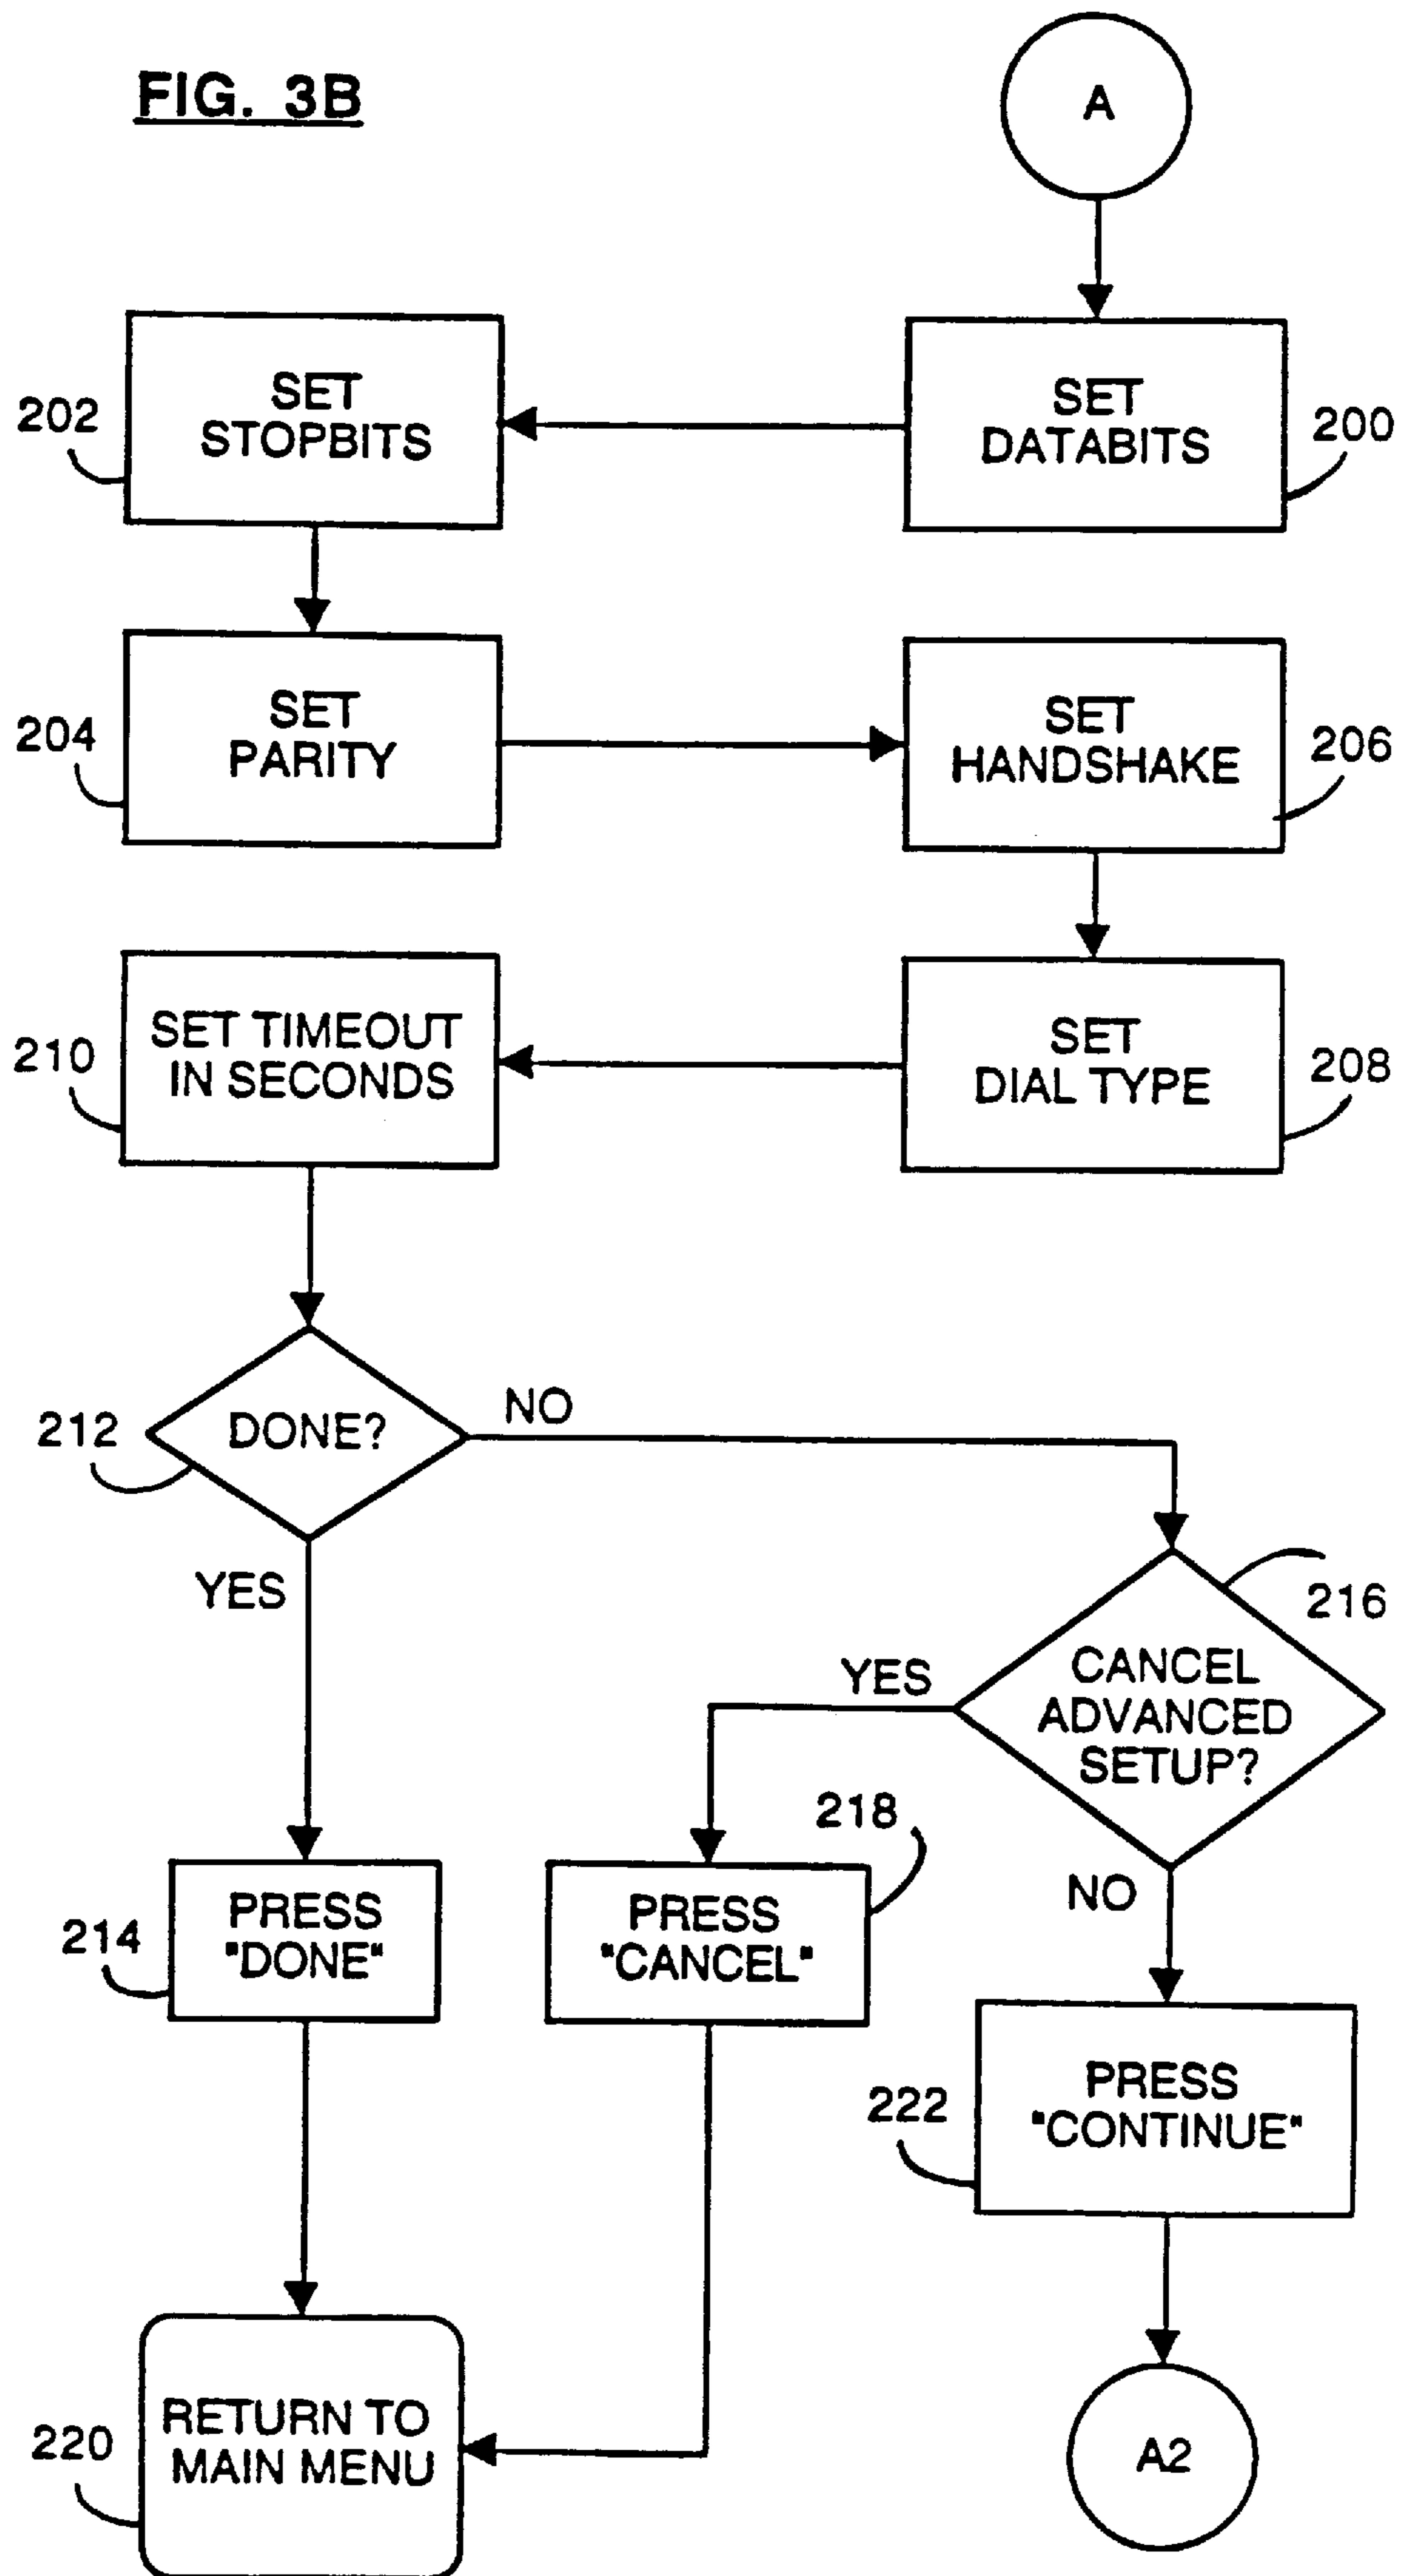 FIG. 3B
A
SET
STOPBITS
202
SET
DATABITS
200
SET
PARITY
204
SET
HANDSHAKE
206
SET TIMEOUT
IN SECONDS
210
SET
DIAL TYPE
208
DONE?
212
NO
YES
216
CANCEL
ADVANCED
SETUP?
YES
NO
218
PRESS
"DONE"
214
PRESS
"CANCEL"
PRESS
"CONTINUE"
222
RETURN TO
MAIN MENU
220
A2